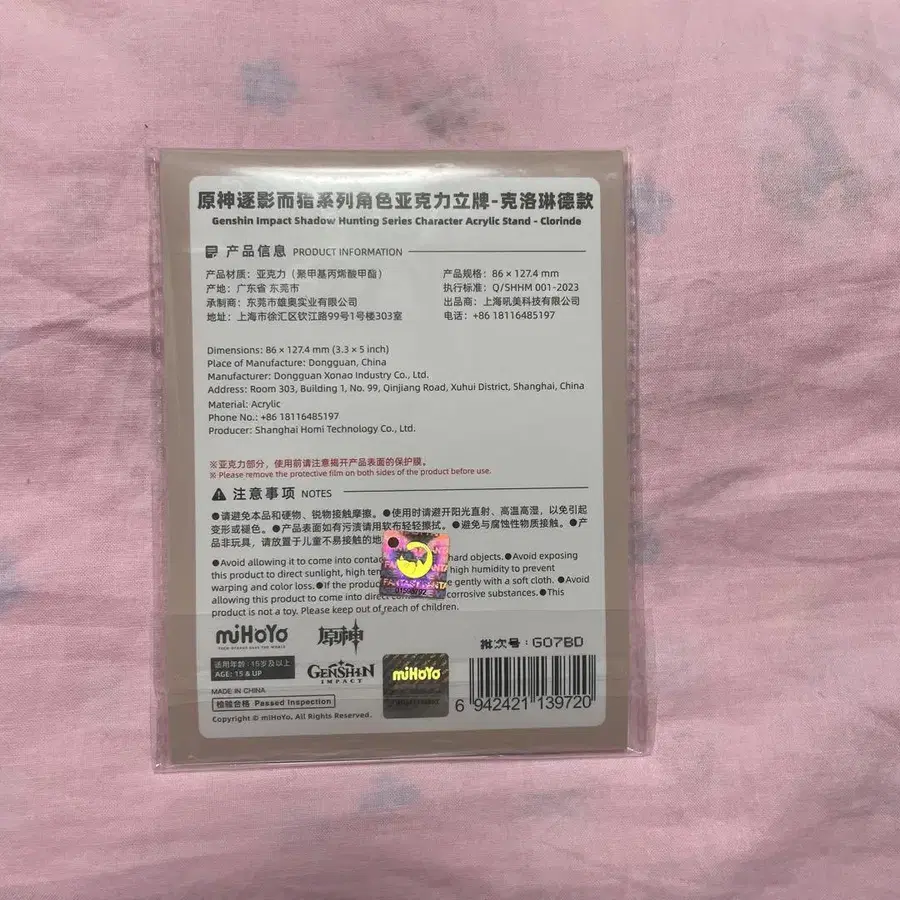 原神逐影而猎系列角色亚克力立牌-克洛琳德款
Genshin Impact Shadow Hunting Series Character Acrylic Stand - Clorinde
产品信息 PRODUCT INFORMATION
产品材质：亚克力（聚甲基丙烯酸甲酯）
产地：广东省 东莞市
承制商：东莞市雄奥实业有限公司
地址：上海市徐汇区钦江路99号1号楼303室
产品规格：86 × 127.4 mm
执行标准：Q/SHHM 001-2023
出品商：上海吼美科技有限公司
电话：+86 18116485197
Dimensions: 86 × 127.4 mm (3.3 × 5 inch)
Place of Manufacture: Dongguan, China
Manufacturer: Dongguan Xonao Industry Co., Ltd.
Address: Room 303, Building 1, No. 99, Qinjiang Road, Xuhui District, Shanghai, China
Material: Acrylic
Phone No.: +86 18116485197
Producer: Shanghai Homi Technology Co., Ltd.
※亚克力部分，使用前请注意揭开产品表面的保护膜。
※ Please remove the protective film on both sides of the product before use.
注意事项 NOTES
●请避免本品和硬物、锐物接触摩擦。●使用时请避开阳光直射、高温高湿，以免引起
变形或褪色。●产品表面如有污渍请用软布轻轻擦拭。●避免与腐蚀性物质接触。●产
品非玩具，请放置于儿童不易接触的地
●Avoid allowing it to come into contac hard objects.●Avoid exposing
this product to direct sunlight, high ten high humidity to prevent
warping and color loss.●If the produc e gently with a soft cloth. ●Avoid
allowing this product to come into direct con corrosive substances.●This
product is not a toy. Please keep out of reach of children.
miHoYo
TECH OTAKUS SAVE THE WORLD
原神
批次号：G07BD
适用年龄：15岁及以上
AGE: 15 & UP
GENSHIN
IMPACT
miHoYo
MADE IN CHINA
检验合格 Passed Inspection
Copyright © miHoYo. All Rights Reserved.
6 942421 139720